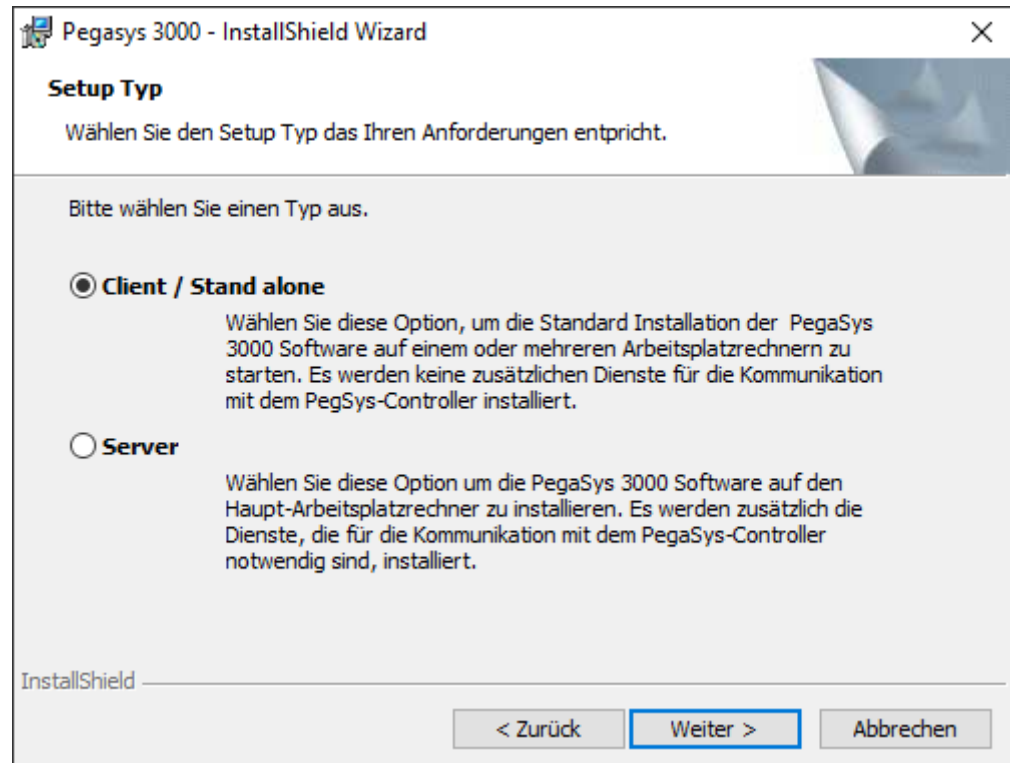 Pegasys 3000 - InstallShield Wizard
Setup Typ
Wählen Sie den Setup Typ das Ihren Anforderungen entpricht.
Bitte wählen Sie einen Typ aus.
Client / Stand alone
Wählen Sie diese Option, um die Standard Installation der PegaSys
3000 Software auf einem oder mehreren Arbeitsplatzrechnern zu
starten. Es werden keine zusätzlichen Dienste für die Kommunikation
mit dem PegSys-Controller installiert.
Server
Wählen Sie diese Option um die PegaSys 3000 Software auf den
Haupt-Arbeitsplatzrechner zu installieren. Es werden zusätzlich die
Dienste, die für die Kommunikation mit dem PegaSys-Controller
notwendig sind, installiert.
InstallShield
< Zurück
Weiter >
Abbrechen